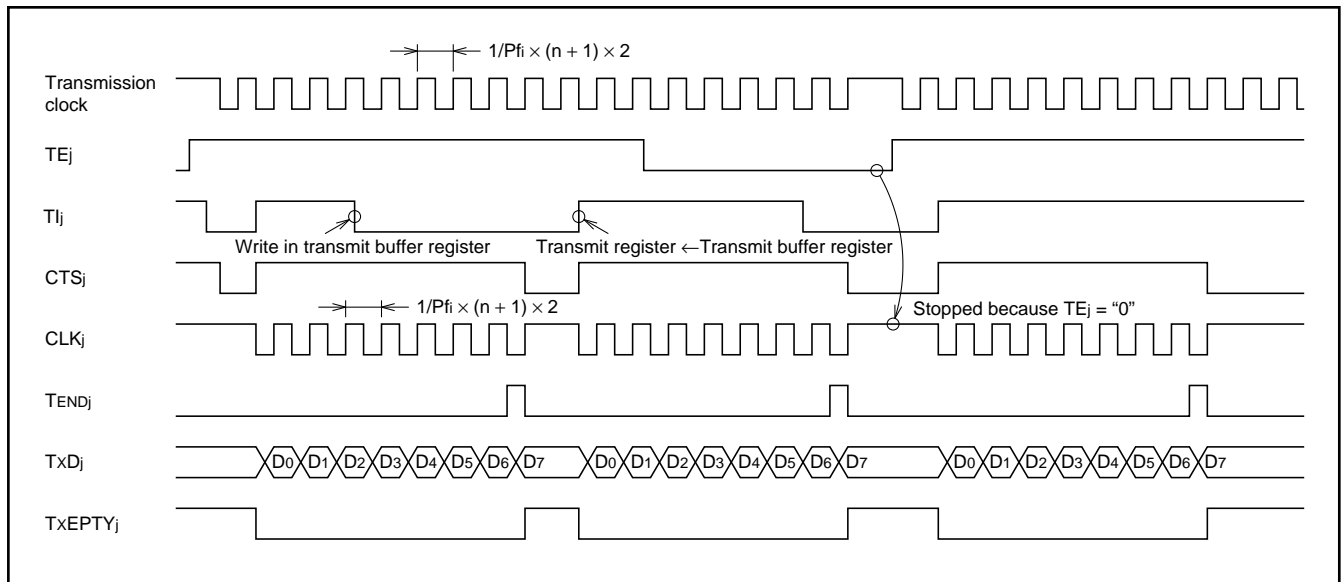 1/Pfi × (n + 1) × 2
Transmission
clock
TEj
TIj
Write in transmit buffer register
Transmit register ←Transmit buffer register
CTSj
1/Pfi × (n + 1) × 2
Stopped because TEj = “0”
CLKj
TENDj
TXDj
D0 D1 D2 D3 D4 D5 D6 D7 D0 D1 D2 D3 D4 D5 D6 D7 D0 D1 D2 D3 D4 D5 D6 D7
TXEPTYj